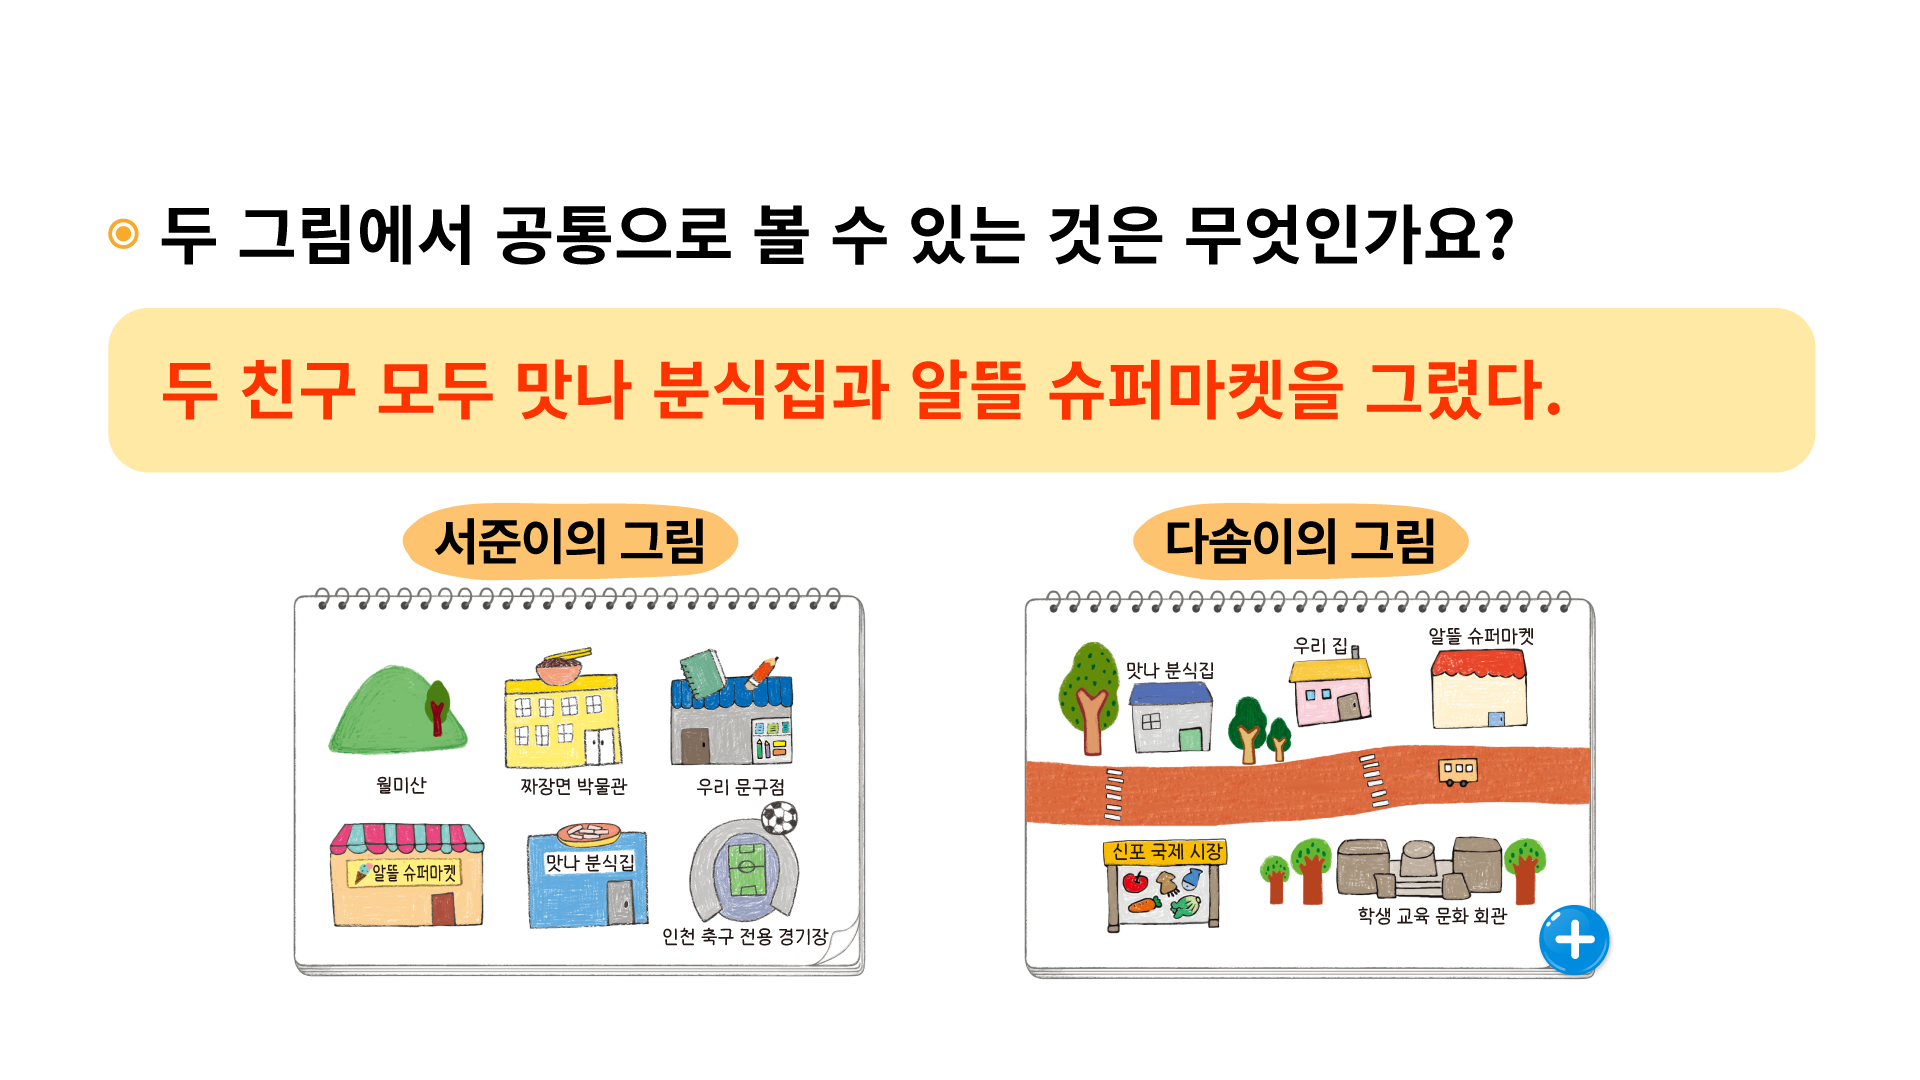 두 그림에서 공통으로 볼 수 있는 것은 무엇인가요?
두 친구 모두 맛나 분식집과 알뜰 슈퍼마켓을 그렸다.
서준이의 그림
월미산
짜장면 박물관
우리 문구점
알뜰 슈퍼마켓
맛나 분식집
인천 축구 전용 경기장
다솜이의 그림
맛나 분식집
우리 집
알뜰 슈퍼마켓
신포 국제 시장
학생 교육 문화 회관